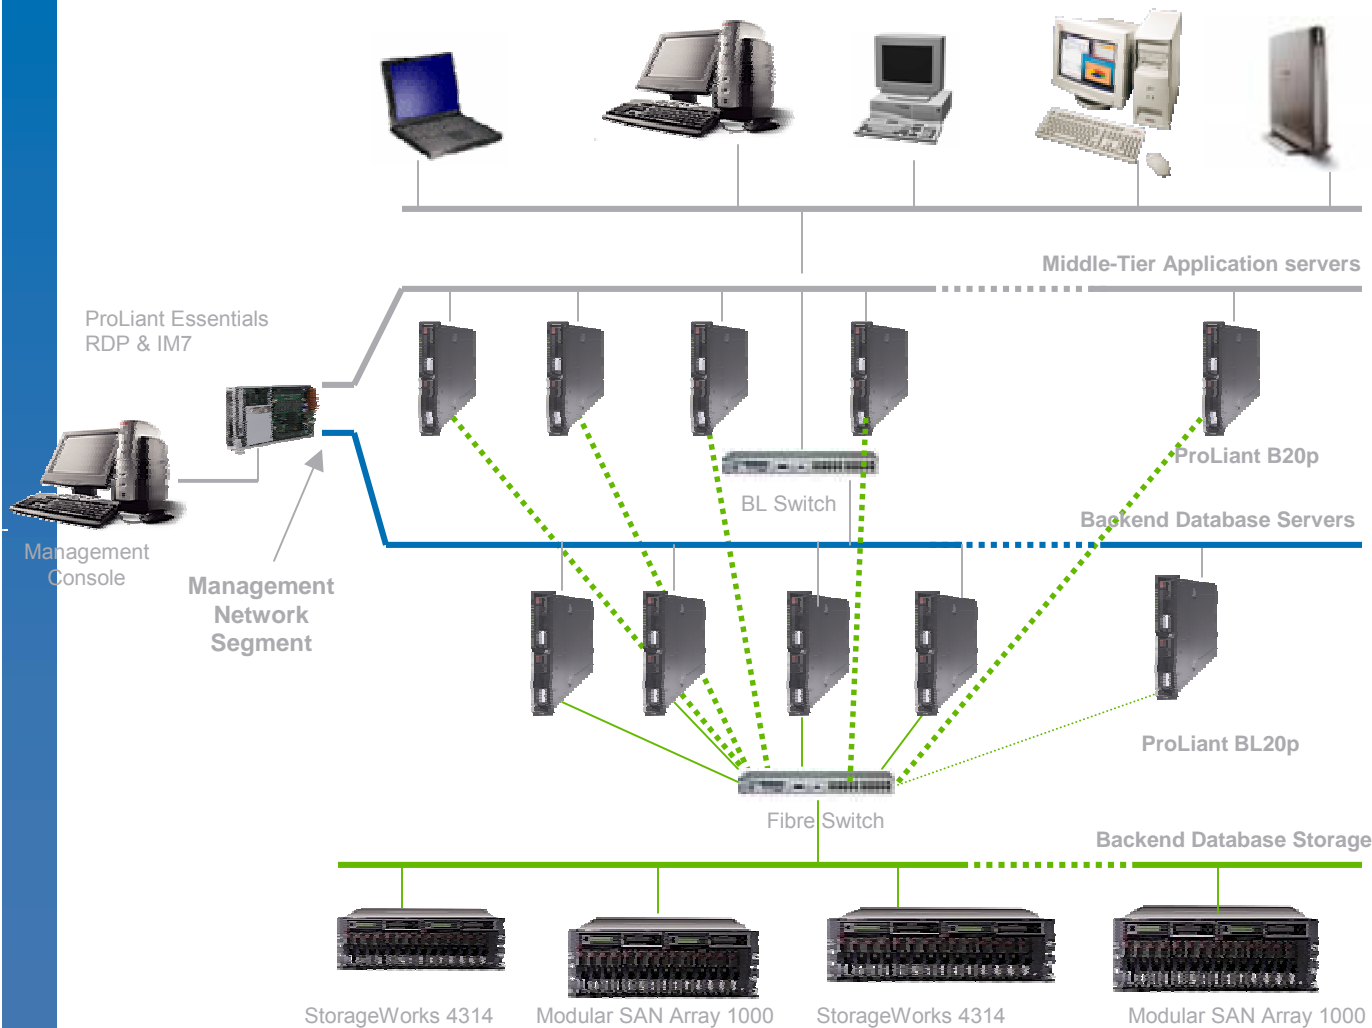 Middle-Tier Application servers
ProLiant Essentials
RDP & IM7
ProLiant B20p
BL Switch
Backend Database Servers
Management
Console
Management
Network
Segment
ProLiant BL20p
Fibre Switch
Backend Database Storage
StorageWorks 4314
Modular SAN Array 1000
StorageWorks 4314
Modular SAN Array 1000